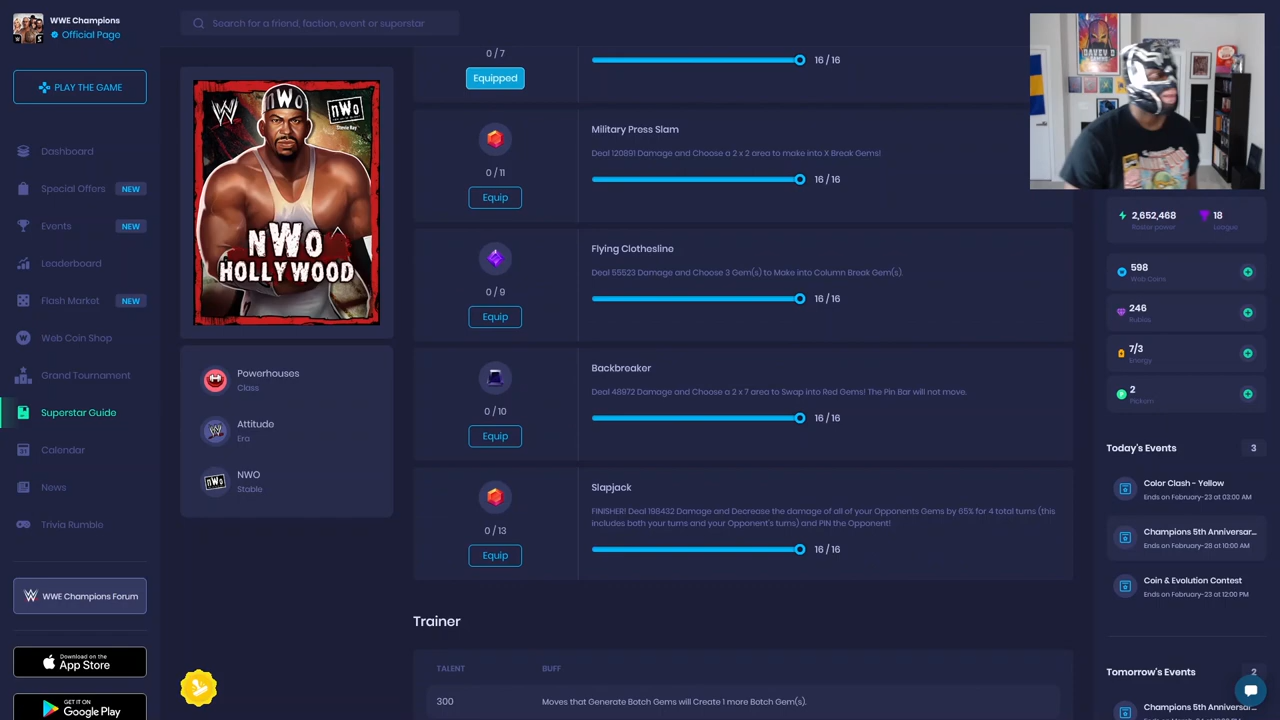 WWE Champions
Official Page
PLAY THE GAME
Dashboard
Special Offers NEW
Events NEW
Leaderboard
Flash Market NEW
Web Coin Shop
Grand Tournament
Superstar Guide
Calendar
News
Trivia Rumble
WWE Champions Forum
Download on the
App Store
GET IT ON
Google Play
Search for a friend, faction, event or superstar
nWo
nWo
NWO
HOLLYWOOD
Powerhouses
Class
Attitude
Era
NWO
Stable
0 / 7
Equipped
16 / 16
Military Press Slam
Deal 120891 Damage and Choose a 2 x 2 area to make into X Break Gems!
0 / 11
Equip
16 / 16
Flying Clothesline
Deal 55523 Damage and Choose 3 Gem(s) to Make into Column Break Gem(s).
0 / 9
Equip
16 / 16
Backbreaker
Deal 48972 Damage and Choose a 2 x 7 area to Swap into Red Gems! The Pin Bar will not move.
0 / 10
Equip
16 / 16
Slapjack
FINISHER! Deal 198432 Damage and Decrease the damage of all of your Opponents Gems by 65% for 4 total turns (this
includes both your turns and your Opponent's turns) and PIN the Opponent!
0 / 13
Equip
16 / 16
Trainer
TALENT BUFF
300 Moves that Generate Botch Gems will Create 1 more Botch Gem(s).
2,652,468
Roster power
18
League
598
Web Coins
246
Rubies
7/3
Energy
2
Pickem
Today's Events 3
Color Clash - Yellow
Ends on February-23 at 03:00 AM
Champions 5th Anniversar...
Ends on February-28 at 10:00 AM
Coin & Evolution Contest
Ends on February-23 at 12:00 PM
Tomorrow's Events 2
Champions 5th Anniversar...